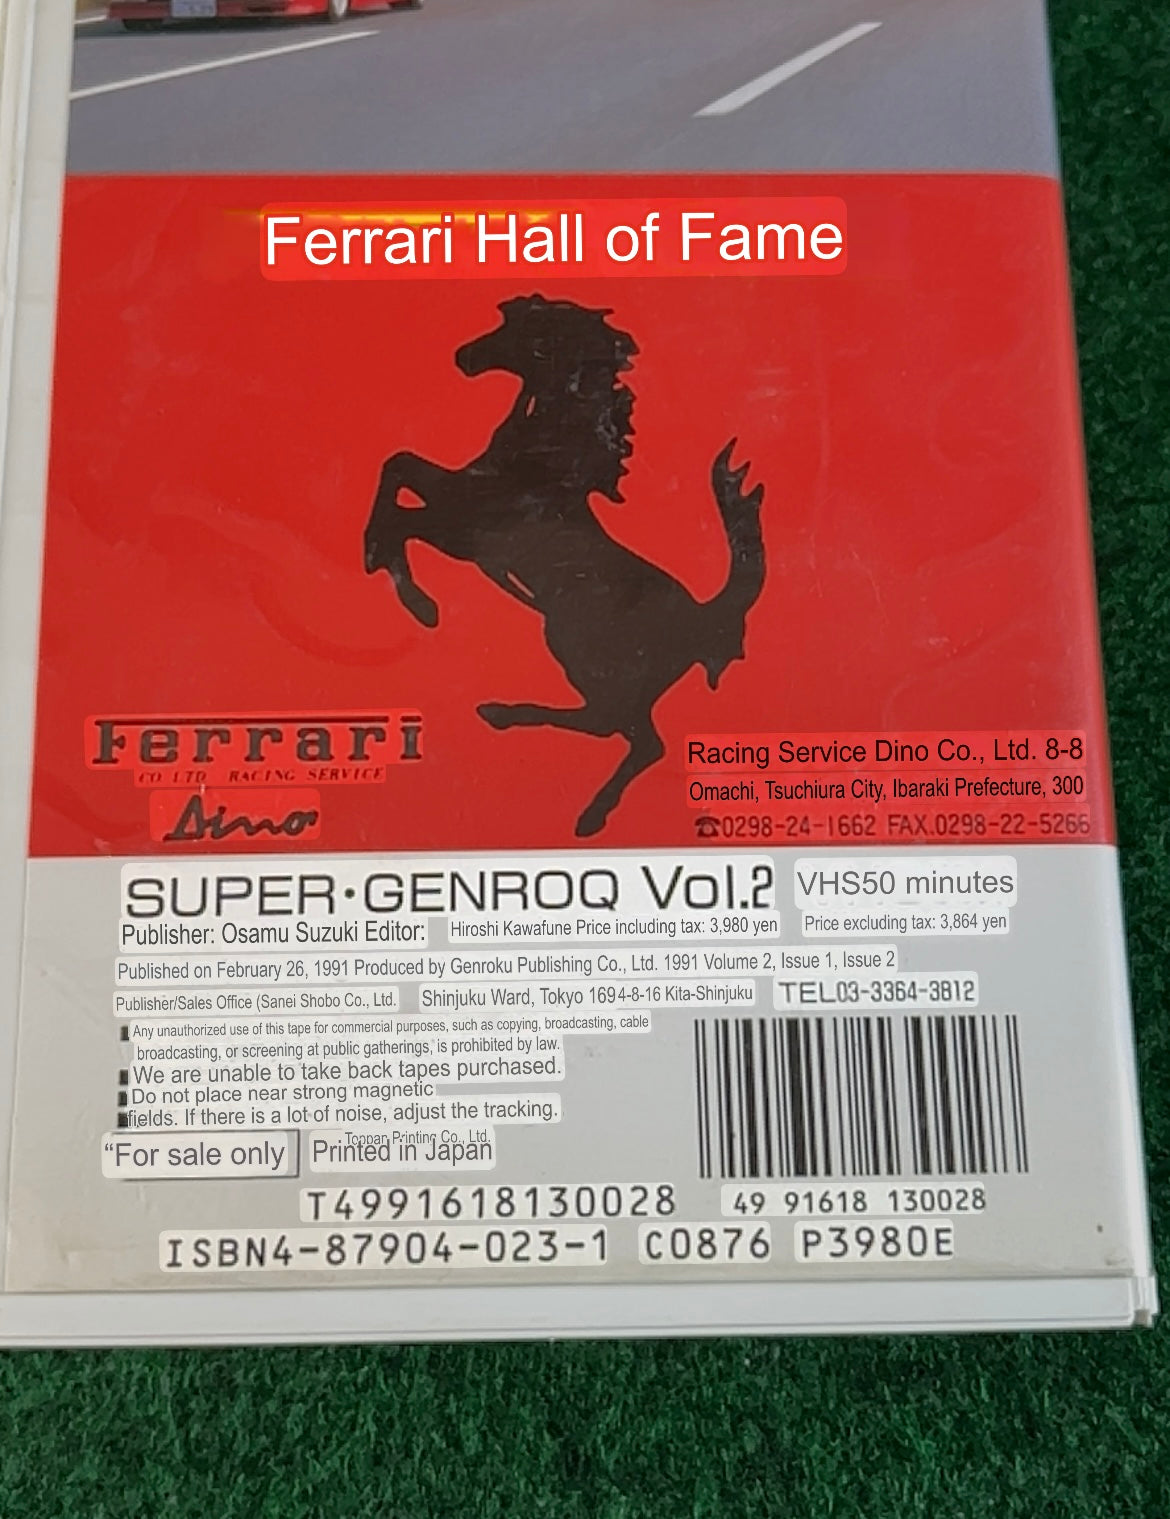 Ferrari Hall of Fame
Ferrari
CO LTD RACING SERVICE
Dino
Racing Service Dino Co., Ltd. 8-8
Omachi, Tsuchiura City, Ibaraki Prefecture, 300
☎0298-24-1662 FAX.0298-22-5266
SUPER·GENROQ Vol.2 VHS50 minutes
Publisher: Osamu Suzuki Editor: Hiroshi Kawafune Price including tax: 3,980 yen Price excluding tax: 3,864 yen
Published on February 26, 1991 Produced by Genroku Publishing Co., Ltd. 1991 Volume 2, Issue 1, Issue 2
Publisher/Sales Office (Sanei Shobo Co., Ltd. Shinjuku Ward, Tokyo 1694-8-16 Kita-Shinjuku TEL03-3364-3812
Any unauthorized use of this tape for commercial purposes, such as copying, broadcasting, cable
broadcasting, or screening at public gatherings, is prohibited by law.
We are unable to take back tapes purchased.
Do not place near strong magnetic
fields. If there is a lot of noise, adjust the tracking.
Toppan Printing Co., Ltd.
"For sale only Printed in Japan
T4991618130028 49 91618 130028
ISBN4-87904-023-1 C0876 P3980E